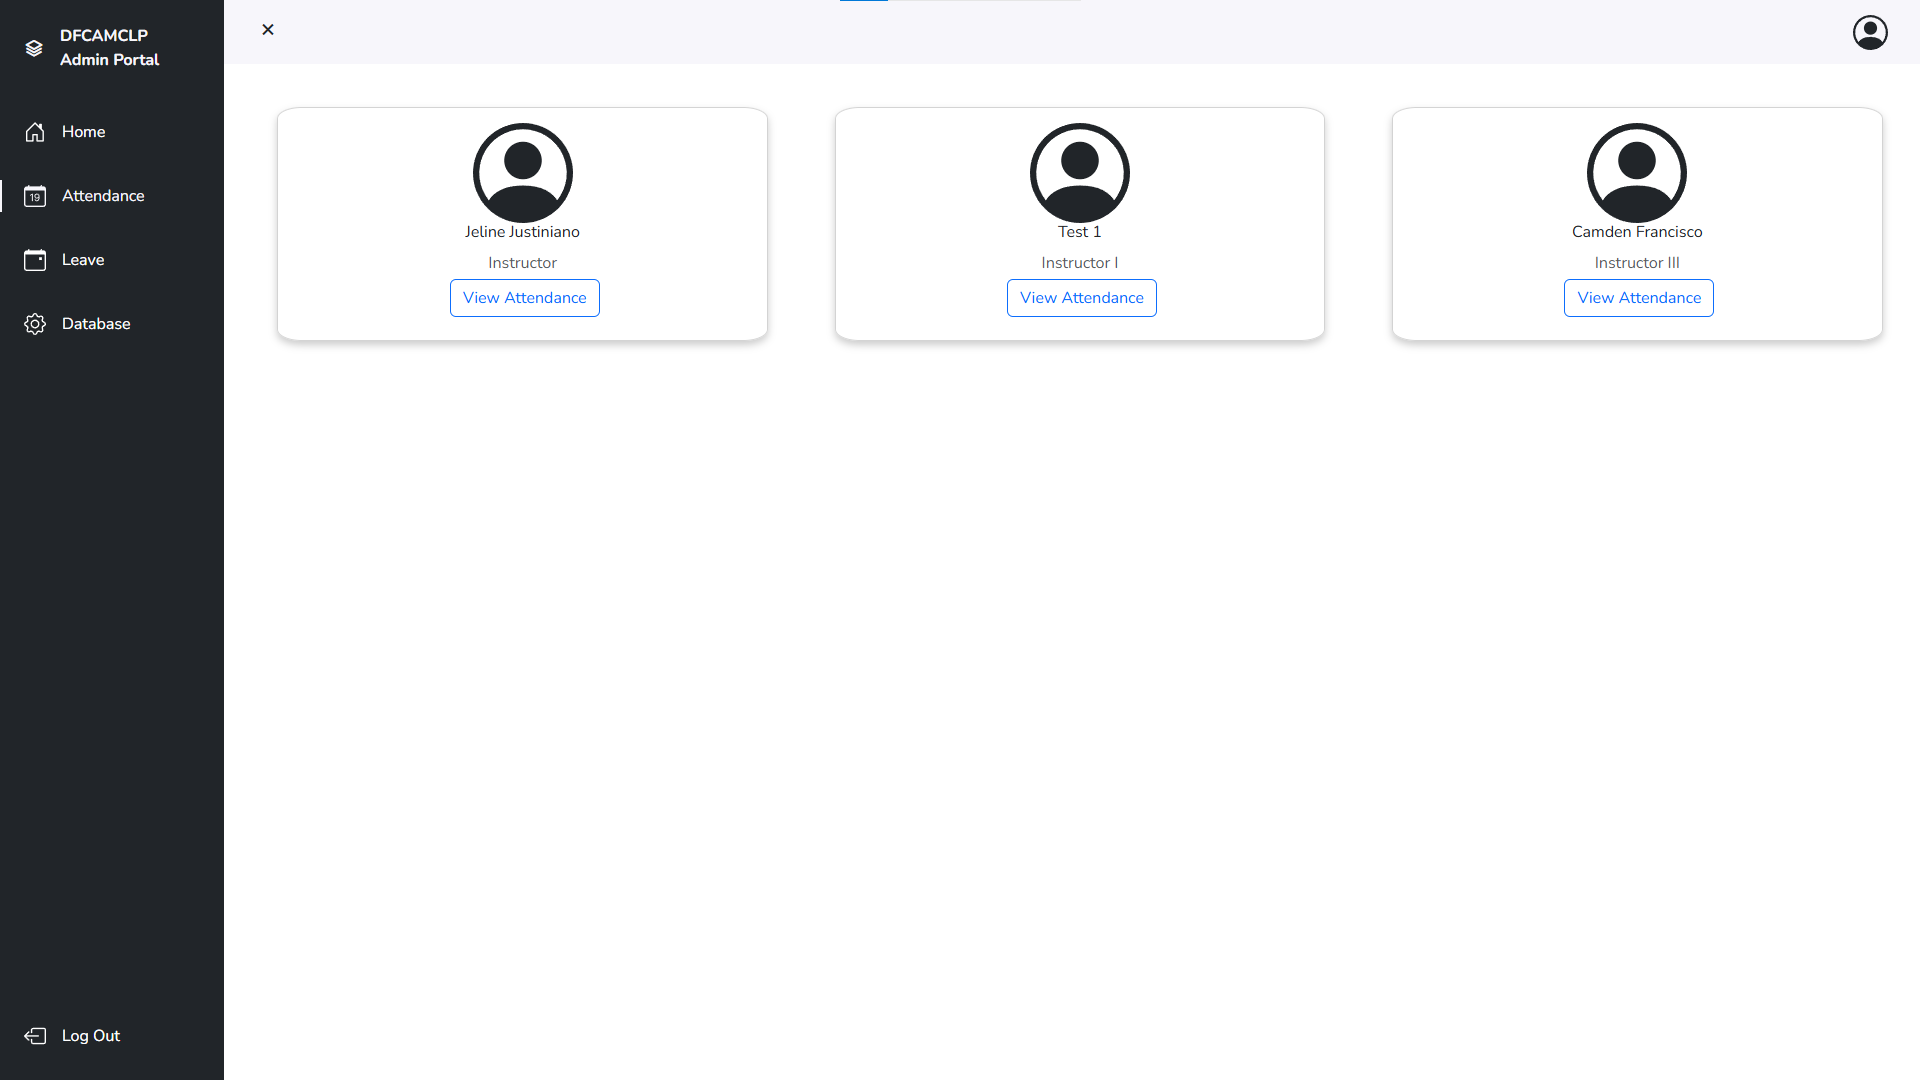 DFCAMCLP
Admin Portal
Home
19
Attendance
Leave
Database
Log Out
Jeline Justiniano
Instructor
View Attendance
Test 1
Instructor I
View Attendance
Camden Francisco
Instructor III
View Attendance